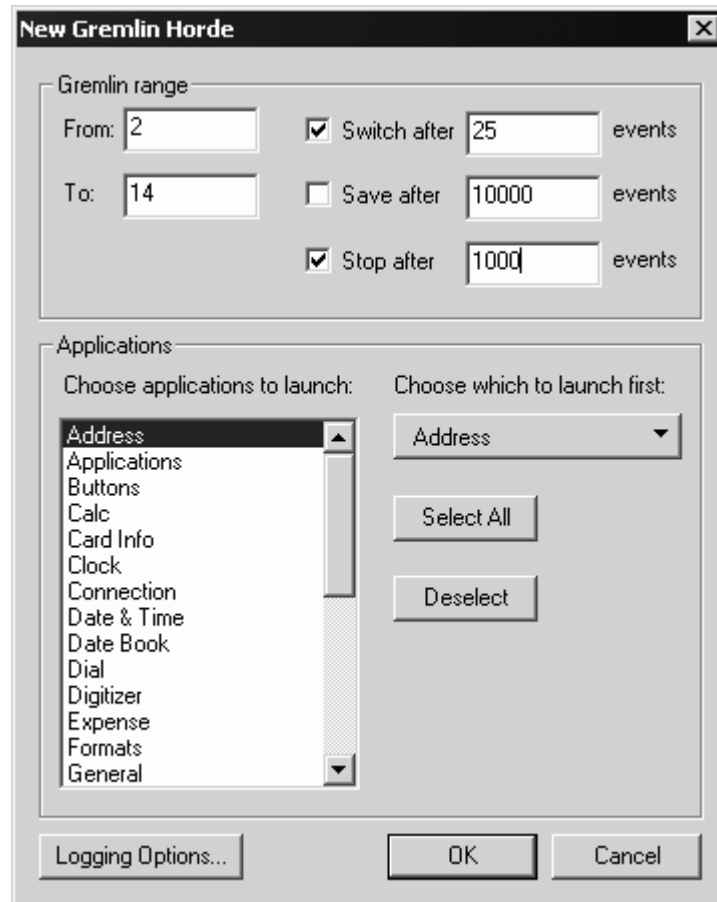 New Gremlin Horde
Gremlin range
From: 2
Switch after 25 events
To: 14
Save after 10000 events
Stop after 1000 events
Applications
Choose applications to launch:
Choose which to launch first:
Address
Applications
Buttons
Calc
Card Info
Clock
Connection
Date & Time
Date Book
Dial
Digitizer
Expense
Formats
General
Address
Select All
Deselect
Logging Options...
OK
Cancel